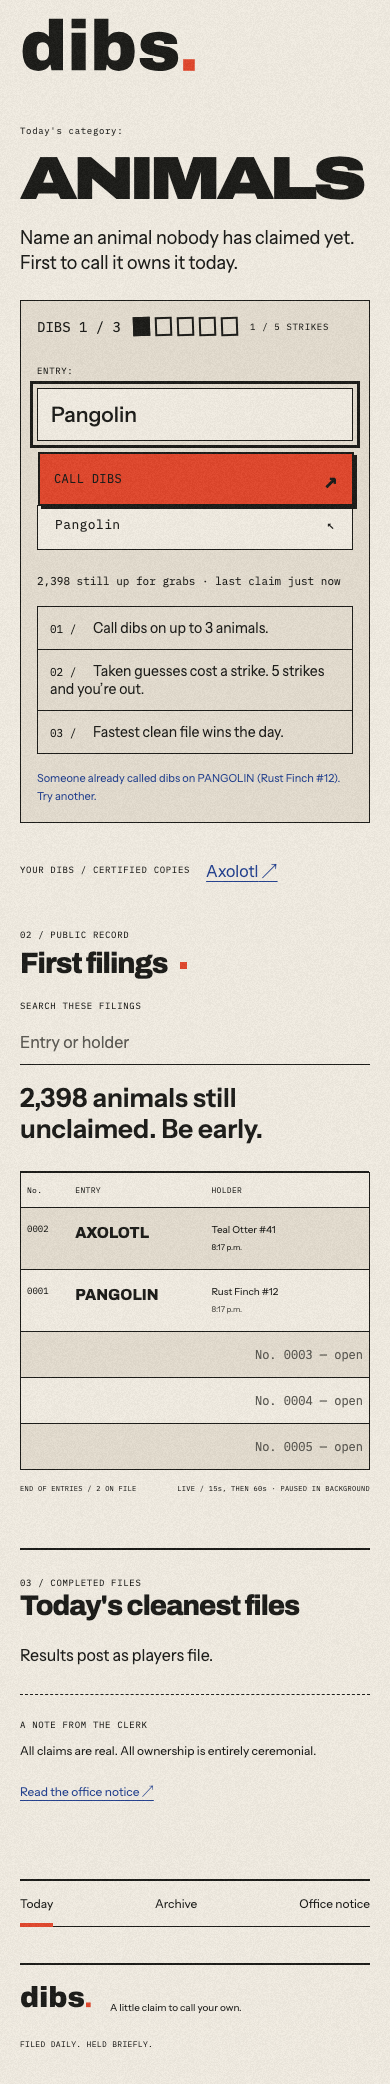 dibs.
Today's category:
ANIMALS
Name an animal nobody has claimed yet.
First to call it owns it today.
DIBS 1 / 3
1 / 5 STRIKES
ENTRY:
Pangolin
CALL DIBS ↗
Pangolin ↖
2,398 still up for grabs · last claim just now
01 / Call dibs on up to 3 animals.
02 / Taken guesses cost a strike. 5 strikes
and you're out.
03 / Fastest clean file wins the day.
Someone already called dibs on PANGOLIN (Rust Finch #12).
Try another.
YOUR DIBS / CERTIFIED COPIES Axolotl ↗
02 / PUBLIC RECORD
First filings
SEARCH THESE FILINGS
Entry or holder
2,398 animals still
unclaimed. Be early.
No. ENTRY HOLDER
0002 AXOLOTL Teal Otter #41
8:17 p.m.
0001 PANGOLIN Rust Finch #12
8:17 p.m.
No. 0003 — open
No. 0004 — open
No. 0005 — open
END OF ENTRIES / 2 ON FILE LIVE / 15s, THEN 60s · PAUSED IN BACKGROUND
03 / COMPLETED FILES
Today's cleanest files
Results post as players file.
A NOTE FROM THE CLERK
All claims are real. All ownership is entirely ceremonial.
Read the office notice ↗
Today Archive Office notice
dibs. A little claim to call your own.
FILED DAILY. HELD BRIEFLY.